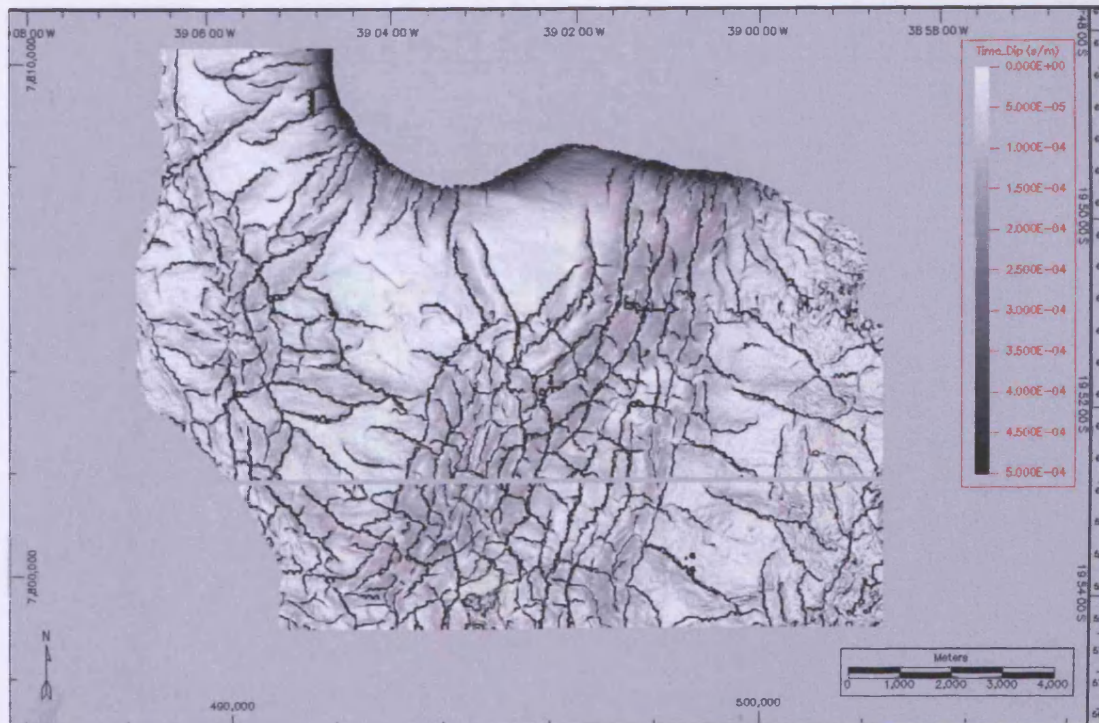 08 00 W 39 06 00 W 39 04 00 W 39 02 00 W 39 00 00 W 38 58 00 W
48 00 S
7,810,000
Time_Dip (s/m)
0.000E+00
5.000E-05
1.000E-04
1.500E-04
2.000E-04
2.500E-04
3.000E-04
3.500E-04
4.000E-04
4.500E-04
5.000E-04
19 50 00 S
19 52 00 S
19 54 00 S
7,800,000
N
Meters
0 1,000 2,000 3,000 4,000
490,000 500,000